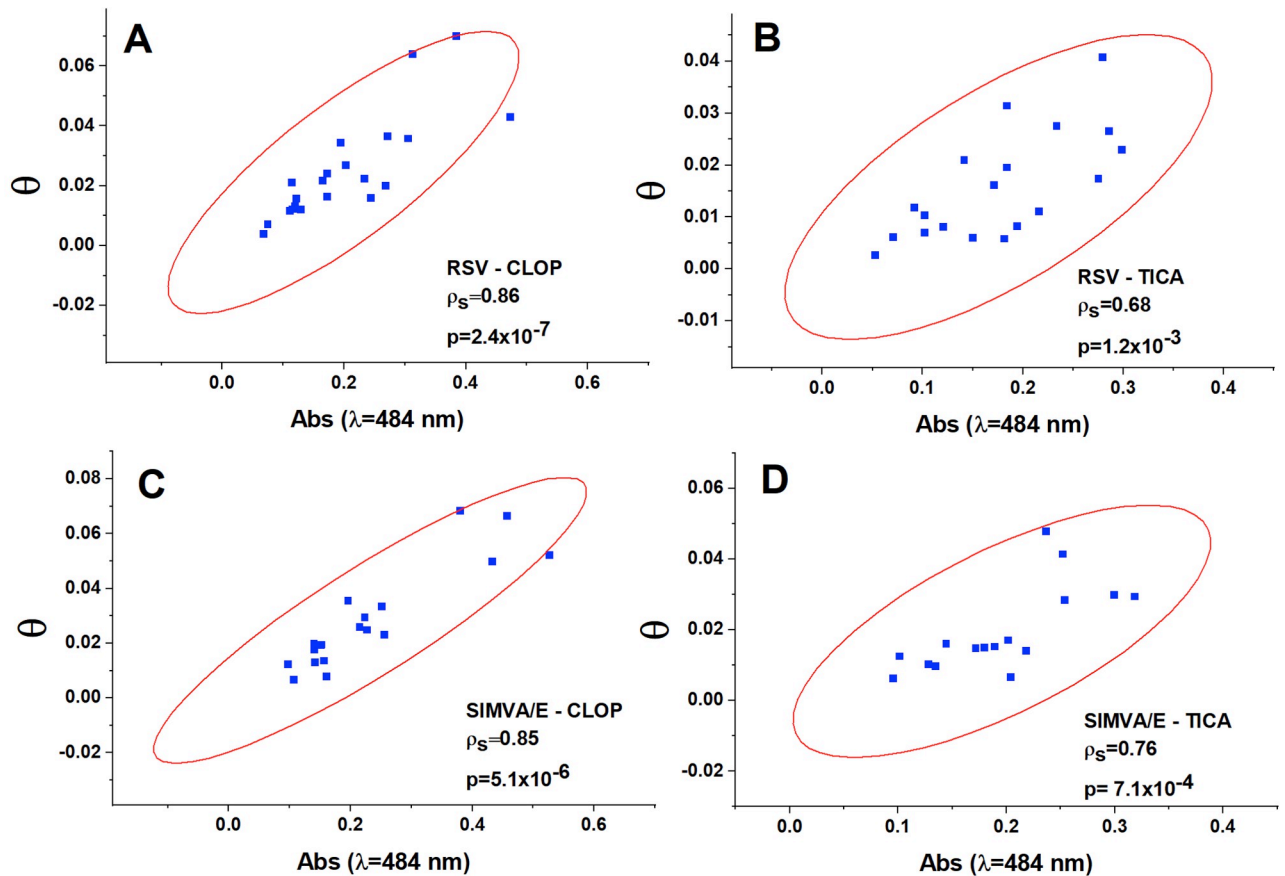 A
θ
0.06
0.04
0.02
0.00
-0.02
RSV - CLOP
ρs=0.86
p=2.4x10-7
0.0 0.2 0.4 0.6
Abs (λ=484 nm)
B
θ
0.04
0.03
0.02
0.01
0.00
-0.01
RSV - TICA
ρs=0.68
p=1.2x10-3
0.0 0.1 0.2 0.3 0.4
Abs (λ=484 nm)
C
θ
0.08
0.06
0.04
0.02
0.00
-0.02
SIMVA/E - CLOP
ρs=0.85
p=5.1x10-6
0.0 0.2 0.4 0.6
Abs (λ=484 nm)
D
θ
0.06
0.04
0.02
0.00
-0.02
SIMVA/E - TICA
ρs=0.76
p= 7.1x10-4
0.0 0.1 0.2 0.3 0.4
Abs (λ=484 nm)